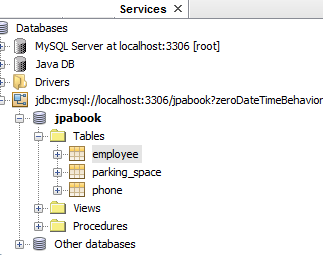 Services
Databases
MySQL Server at localhost:3306 [root]
Java DB
Drivers
jdbc:mysql://localhost:3306/jpabook?zeroDateTimeBehavior
jpabook
Tables
employee
parking_space
phone
Views
Procedures
Other databases